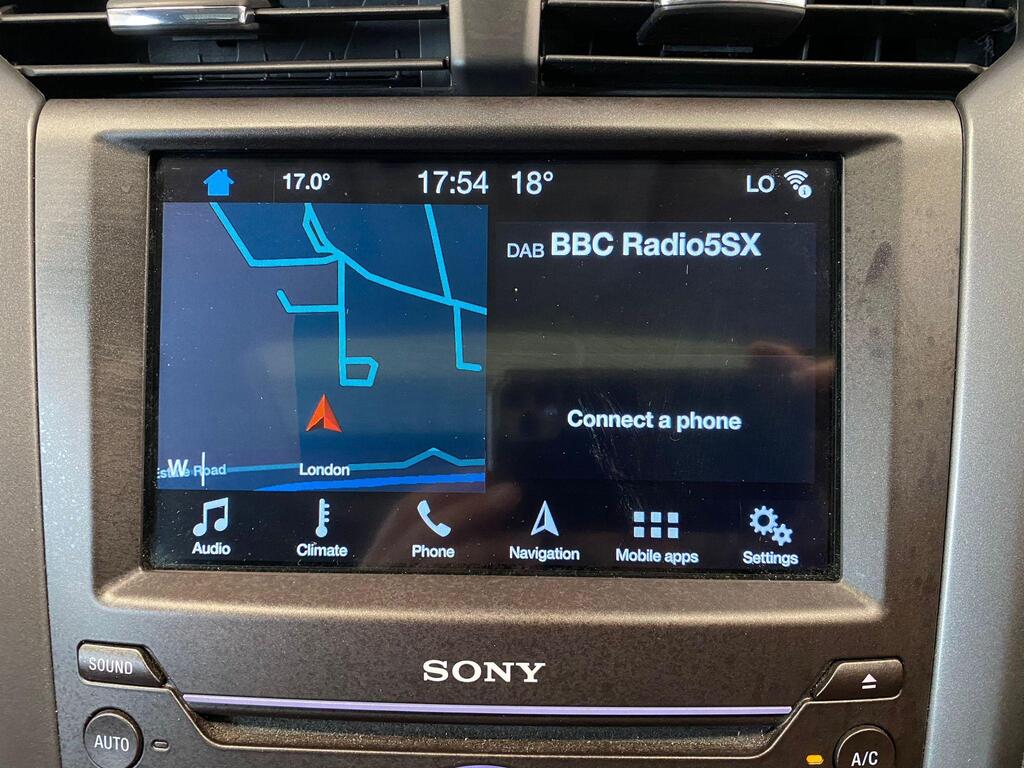 17.0° 17:54 18° LO
DAB BBC Radio5SX
Connect a phone
W
Estate Road
London
Audio Climate Phone Navigation Mobile apps Settings
SOUND
SONY
AUTO
A/C